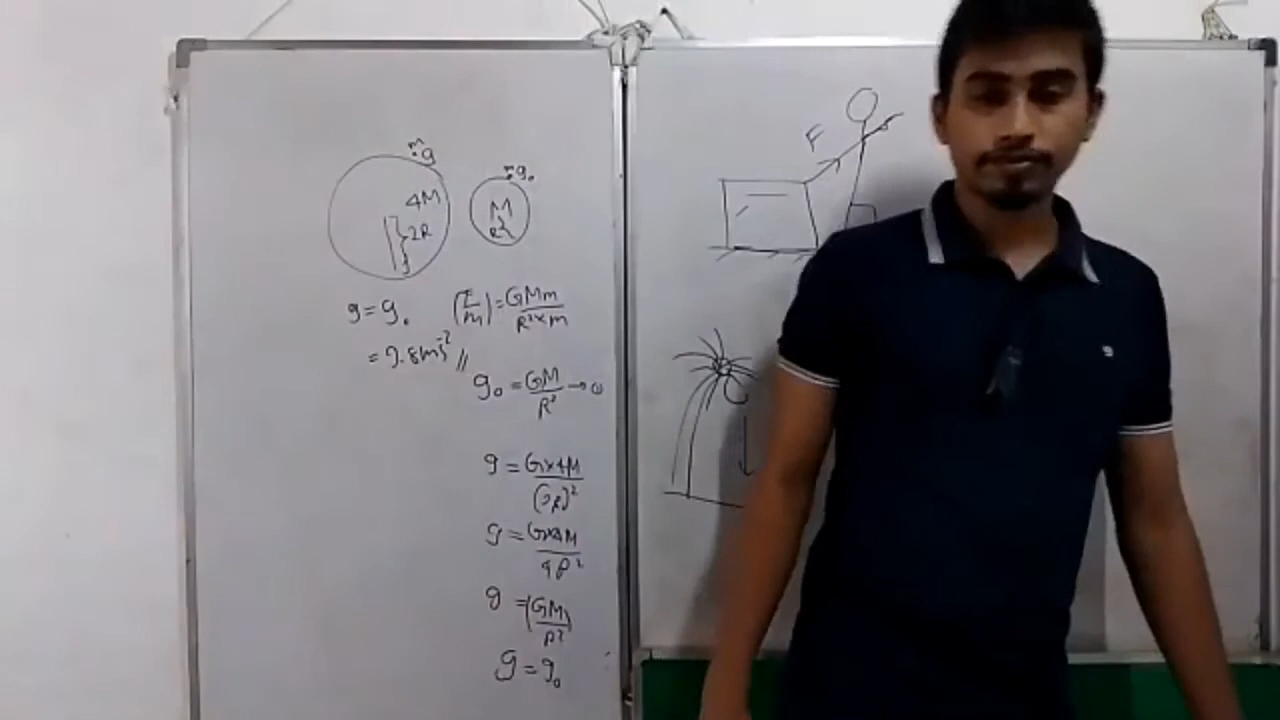 m g
4M
2R
m g₀
M
R
g = g₀
= 9.8ms⁻²//
(F/m) = GMm/R²×m
g₀ = GM/R² →①
g = G×4M/(2R)²
g = G×4M/4R²
g = (GM/R²)
g = g₀
F